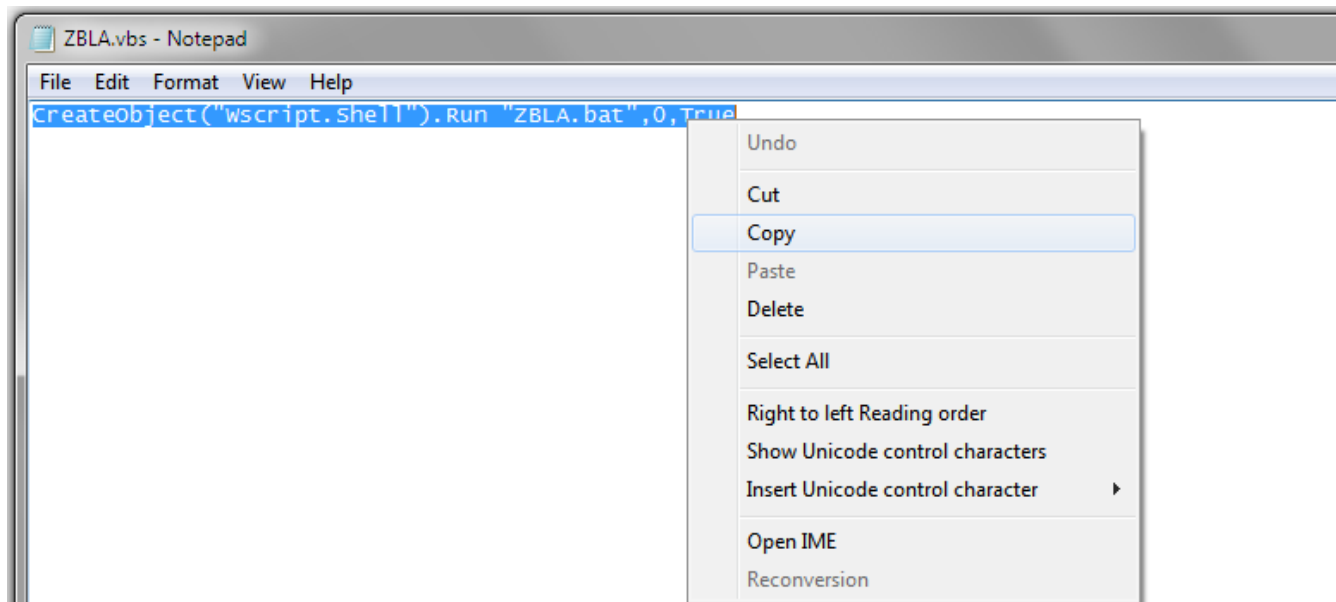 ZBLA.vbs - Notepad
File Edit Format View Help
CreateObject("Wscript.Shell").Run "ZBLA.bat",0,True
Undo
Cut
Copy
Paste
Delete
Select All
Right to left Reading order
Show Unicode control characters
Insert Unicode control character
Open IME
Reconversion